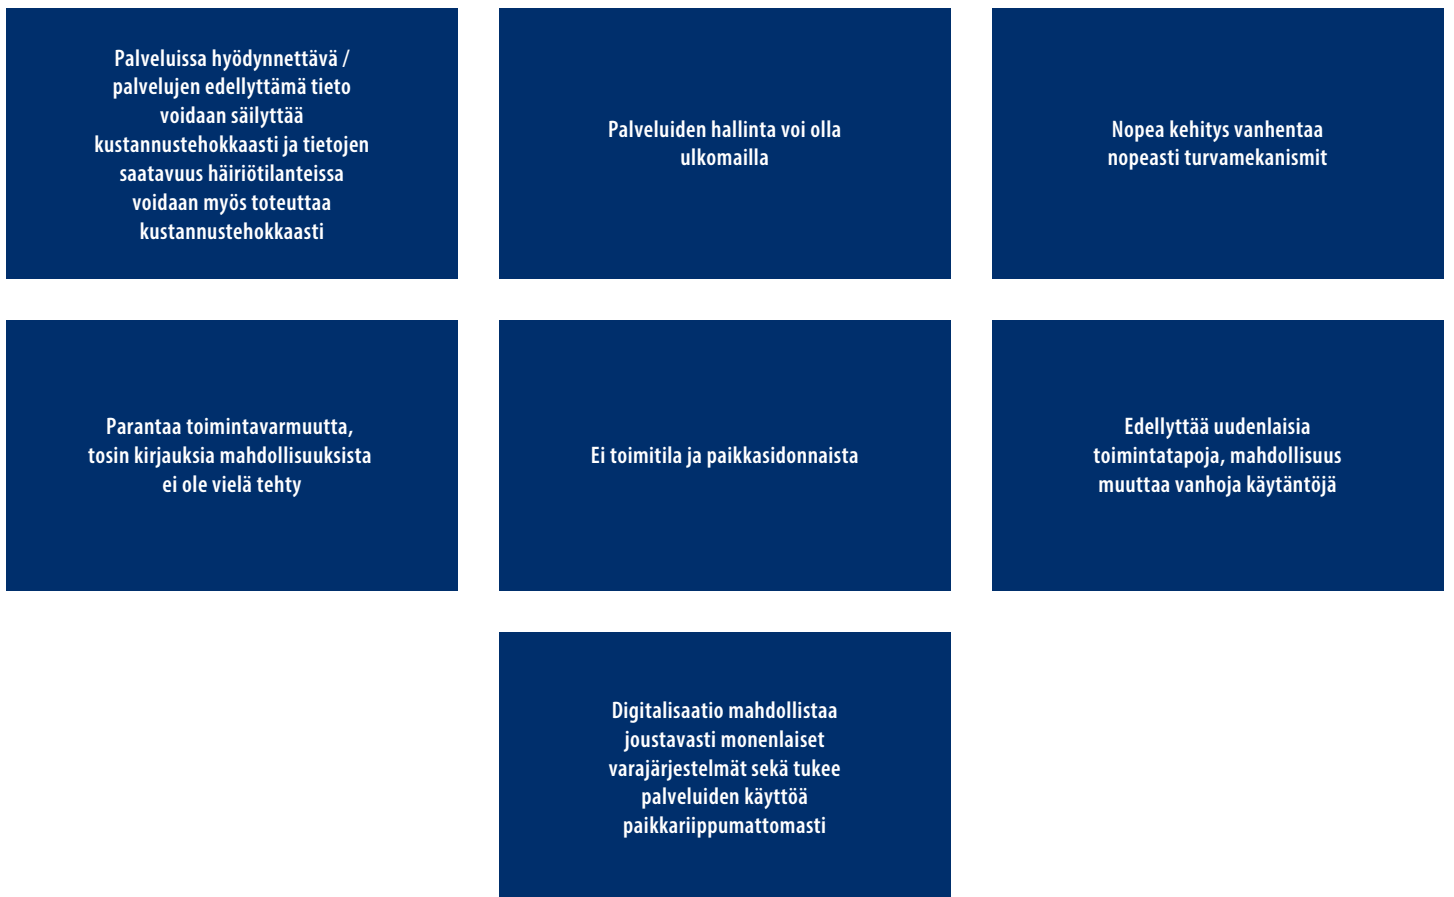 Palveluissa hyödynnettävä /
palvelujen edellyttämä tieto
voidaan säilyttää
kustannustehokkaasti ja tietojen
saatavuus häiriötilanteissa
voidaan myös toteuttaa
kustannustehokkaasti
Palveluiden hallinta voi olla
ulkomailla
Nopea kehitys vanhentaa
nopeasti turvamekanismit
Parantaa toimintavarmuutta,
tosin kirjauksia mahdollisuuksista
ei ole vielä tehty
Ei toimitila ja paikkasidonnaista
Edellyttää uudenlaisia
toimintatapoja, mahdollisuus
muuttaa vanhoja käytäntöjä
Digitalisaatio mahdollistaa
joustavasti monenlaiset
varajärjestelmät sekä tukee
palveluiden käyttöä
paikkariippumattomasti